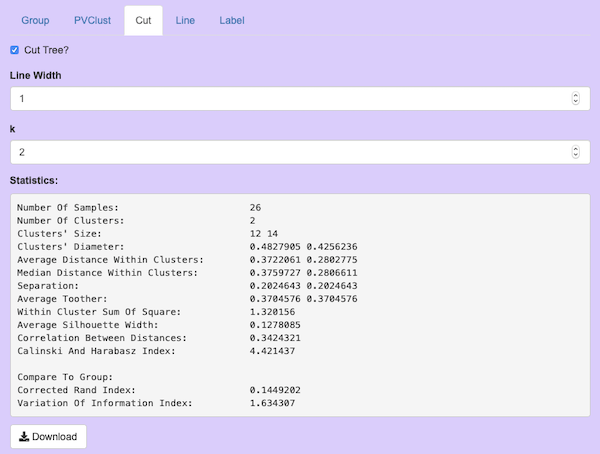 Group PVClust Cut Line Label
Cut Tree?
Line Width
1
k
2
Statistics:
Number Of Samples: 26
Number Of Clusters: 2
Clusters' Size: 12 14
Clusters' Diameter: 0.4827905 0.4256236
Average Distance Within Clusters: 0.3722061 0.2802775
Median Distance Within Clusters: 0.3759727 0.2806611
Separation: 0.2024643 0.2024643
Average Toother: 0.3704576 0.3704576
Within Cluster Sum Of Square: 1.320156
Average Silhouette Width: 0.1278085
Correlation Between Distances: 0.3424321
Calinski And Harabasz Index: 4.421437
Compare To Group:
Corrected Rand Index: 0.1449202
Variation Of Information Index: 1.634307
Download